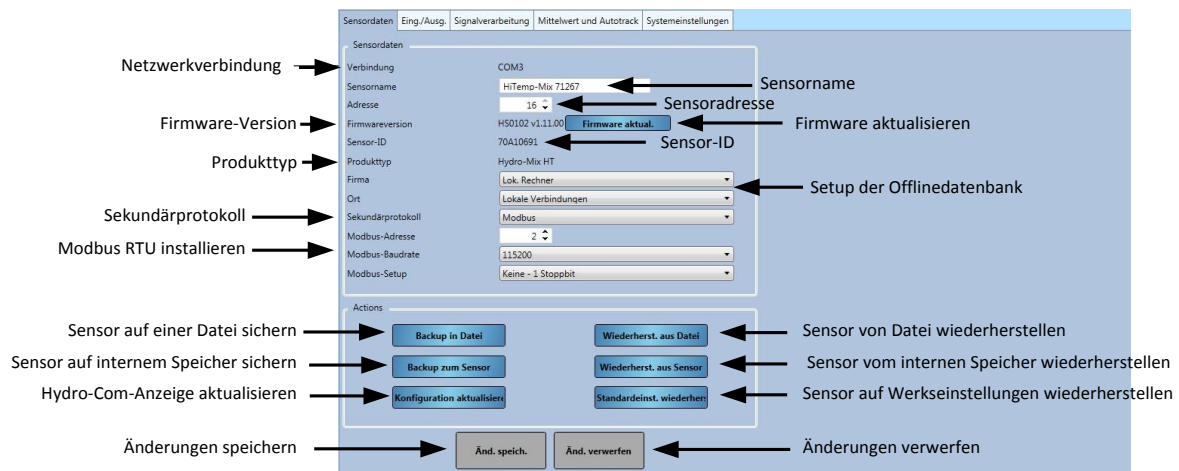 Sensordaten Eing./Ausg. Signalverarbeitung Mittelwert und Autotrack Systemeinstellungen
Sensordaten
Netzwerkverbindung Verbindung COM3
Sensorname HiTemp-Mix 71267 Sensorname
Adresse 16 Sensoradresse
Firmware-Version Firmwareversion HS0102 v1.11.00 Firmware aktual. Firmware aktualisieren
Sensor-ID 70A10691 Sensor-ID
Produkttyp Produkttyp Hydro-Mix HT
Firma Lok. Rechner
Setup der Offlinedatenbank
Ort Lokale Verbindungen
Sekundärprotokoll Sekundärprotokoll Modbus
Modbus-Adresse 2
Modbus RTU installieren Modbus-Baudrate 115200
Modbus-Setup Keine - 1 Stoppbit
Actions
Sensor auf einer Datei sichern Backup in Datei Wiederherst. aus Datei Sensor von Datei wiederherstellen
Sensor auf internem Speicher sichern Backup zum Sensor Wiederherst. aus Sensor Sensor vom internen Speicher wiederherstellen
Hydro-Com-Anzeige aktualisieren Konfiguration aktualisiere Standardeinst. wiederher Sensor auf Werkseinstellungen wiederherstellen
Änderungen speichern Änd. speich. Änd. verwerfen Änderungen verwerfen